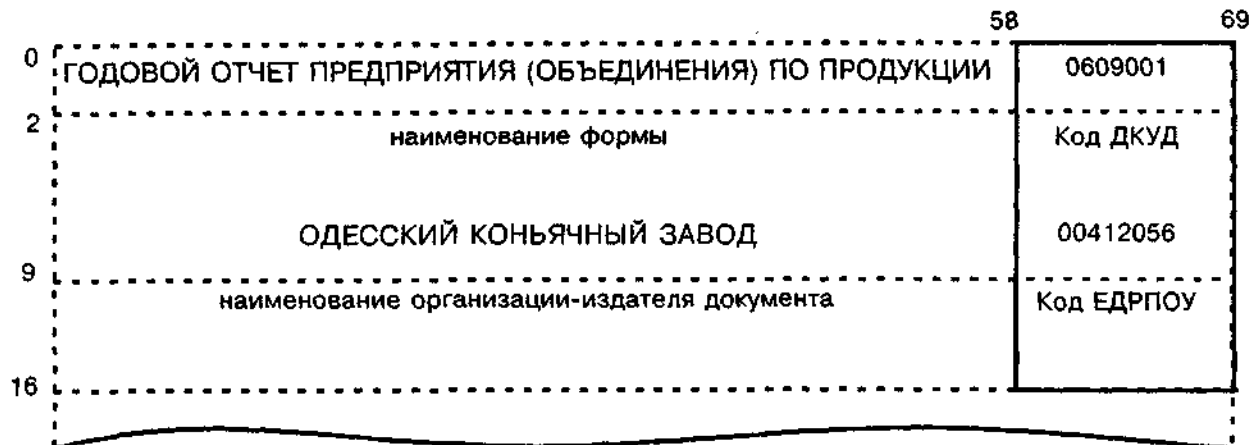 58 69
0 ГОДОВОЙ ОТЧЕТ ПРЕДПРИЯТИЯ (ОБЪЕДИНЕНИЯ) ПО ПРОДУКЦИИ 0609001
2 наименование формы Код ДКУД
ОДЕССКИЙ КОНЬЯЧНЫЙ ЗАВОД 00412056
9 наименование организации-издателя документа Код ЕДРПОУ
16